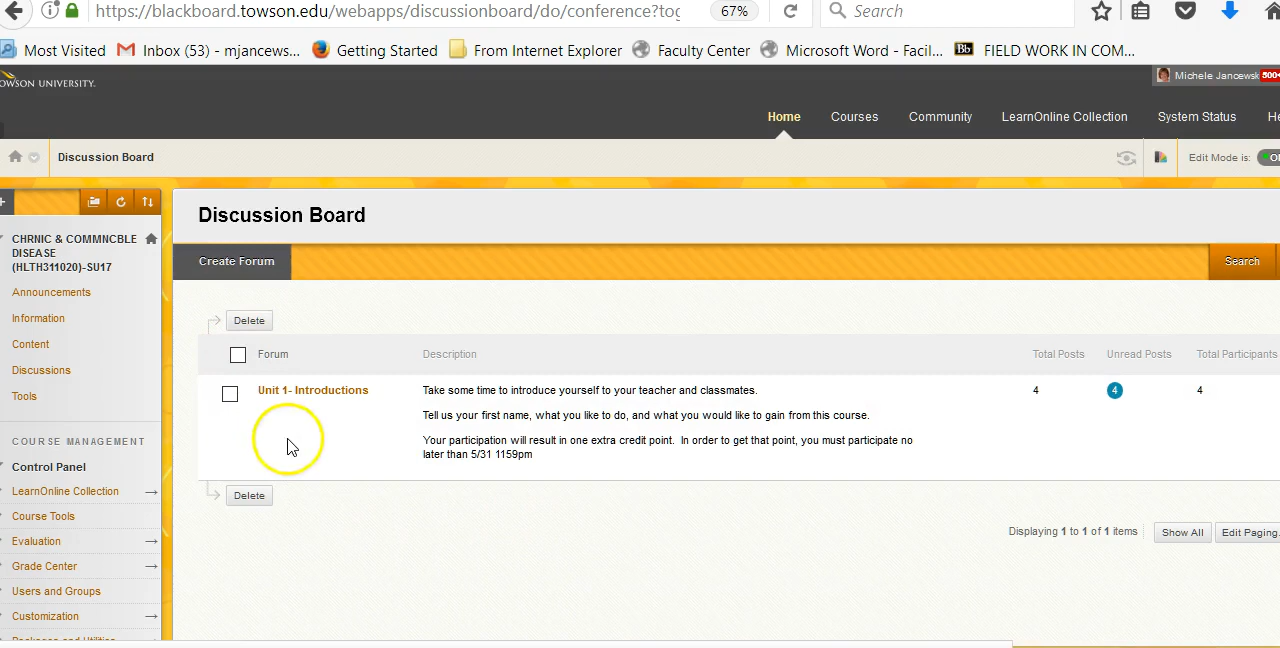 https://blackboard.towson.edu/webapps/discussionboard/do/conference?tog
67%
Search
Most Visited
Inbox (53) - mjancews...
Getting Started
From Internet Explorer
Faculty Center
Microsoft Word - Facil...
Bb FIELD WORK IN COM...
OWSON UNIVERSITY.
Michele Jancewsk 500+
Home
Courses
Community
LearnOnline Collection
System Status
He
Discussion Board
Edit Mode is:
Discussion Board
CHRNIC & COMMNCBLE
DISEASE
(HLTH311020)-SU17
Announcements
Information
Content
Discussions
Tools
COURSE MANAGEMENT
Control Panel
LearnOnline Collection
Course Tools
Evaluation
Grade Center
Users and Groups
Customization
Create Forum
Search
Delete
Forum
Description
Total Posts
Unread Posts
Total Participants
Unit 1- Introductions
Take some time to introduce yourself to your teacher and classmates.
Tell us your first name, what you like to do, and what you would like to gain from this course.
Your participation will result in one extra credit point. In order to get that point, you must participate no
later than 5/31 1159pm
4
4
4
Delete
Displaying 1 to 1 of 1 items
Show All
Edit Paging.